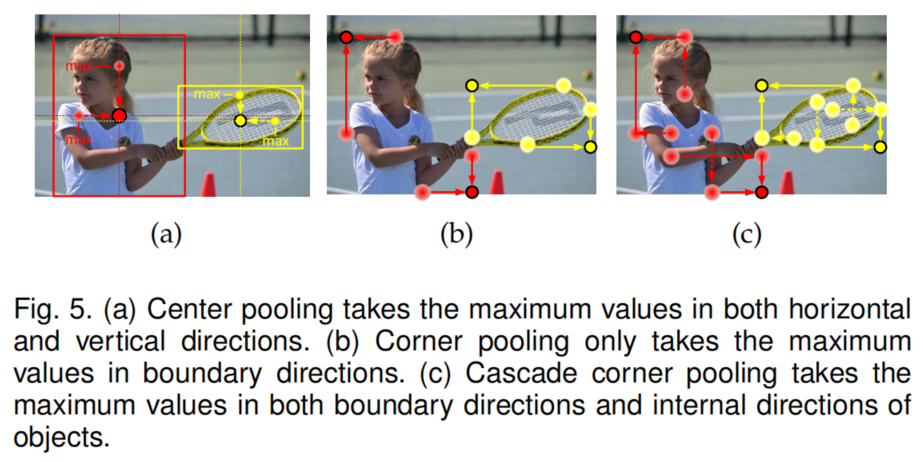 max
max
max
max
(a)
(b)
(c)
Fig. 5. (a) Center pooling takes the maximum values in both horizontal
and vertical directions. (b) Corner pooling only takes the maximum
values in boundary directions. (c) Cascade corner pooling takes the
maximum values in both boundary directions and internal directions of
objects.